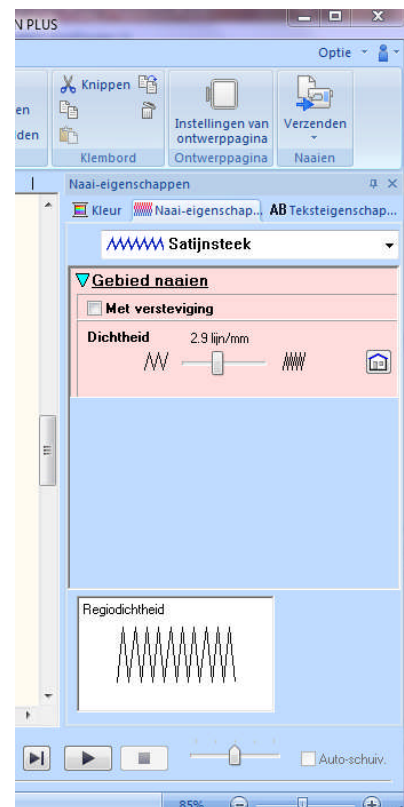 N PLUS
Optie
Knippen
en
den
Instellingen van
ontwerppagina
Verzenden
Klembord
Ontwerppagina
Naaien
Naai-eigenschappen
Kleur Naai-eigenschap... AB Teksteigenschap...
Satijnsteek
Gebied naaien
Met versteviging
Dichtheid 2.9 lijn/mm
Regiodichtheid
Auto-schuiv.
85%